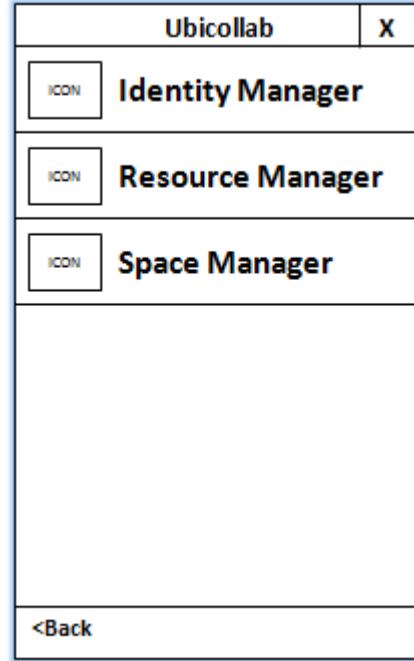 Ubicollab X
ICON Identity Manager
ICON Resource Manager
ICON Space Manager
<Back